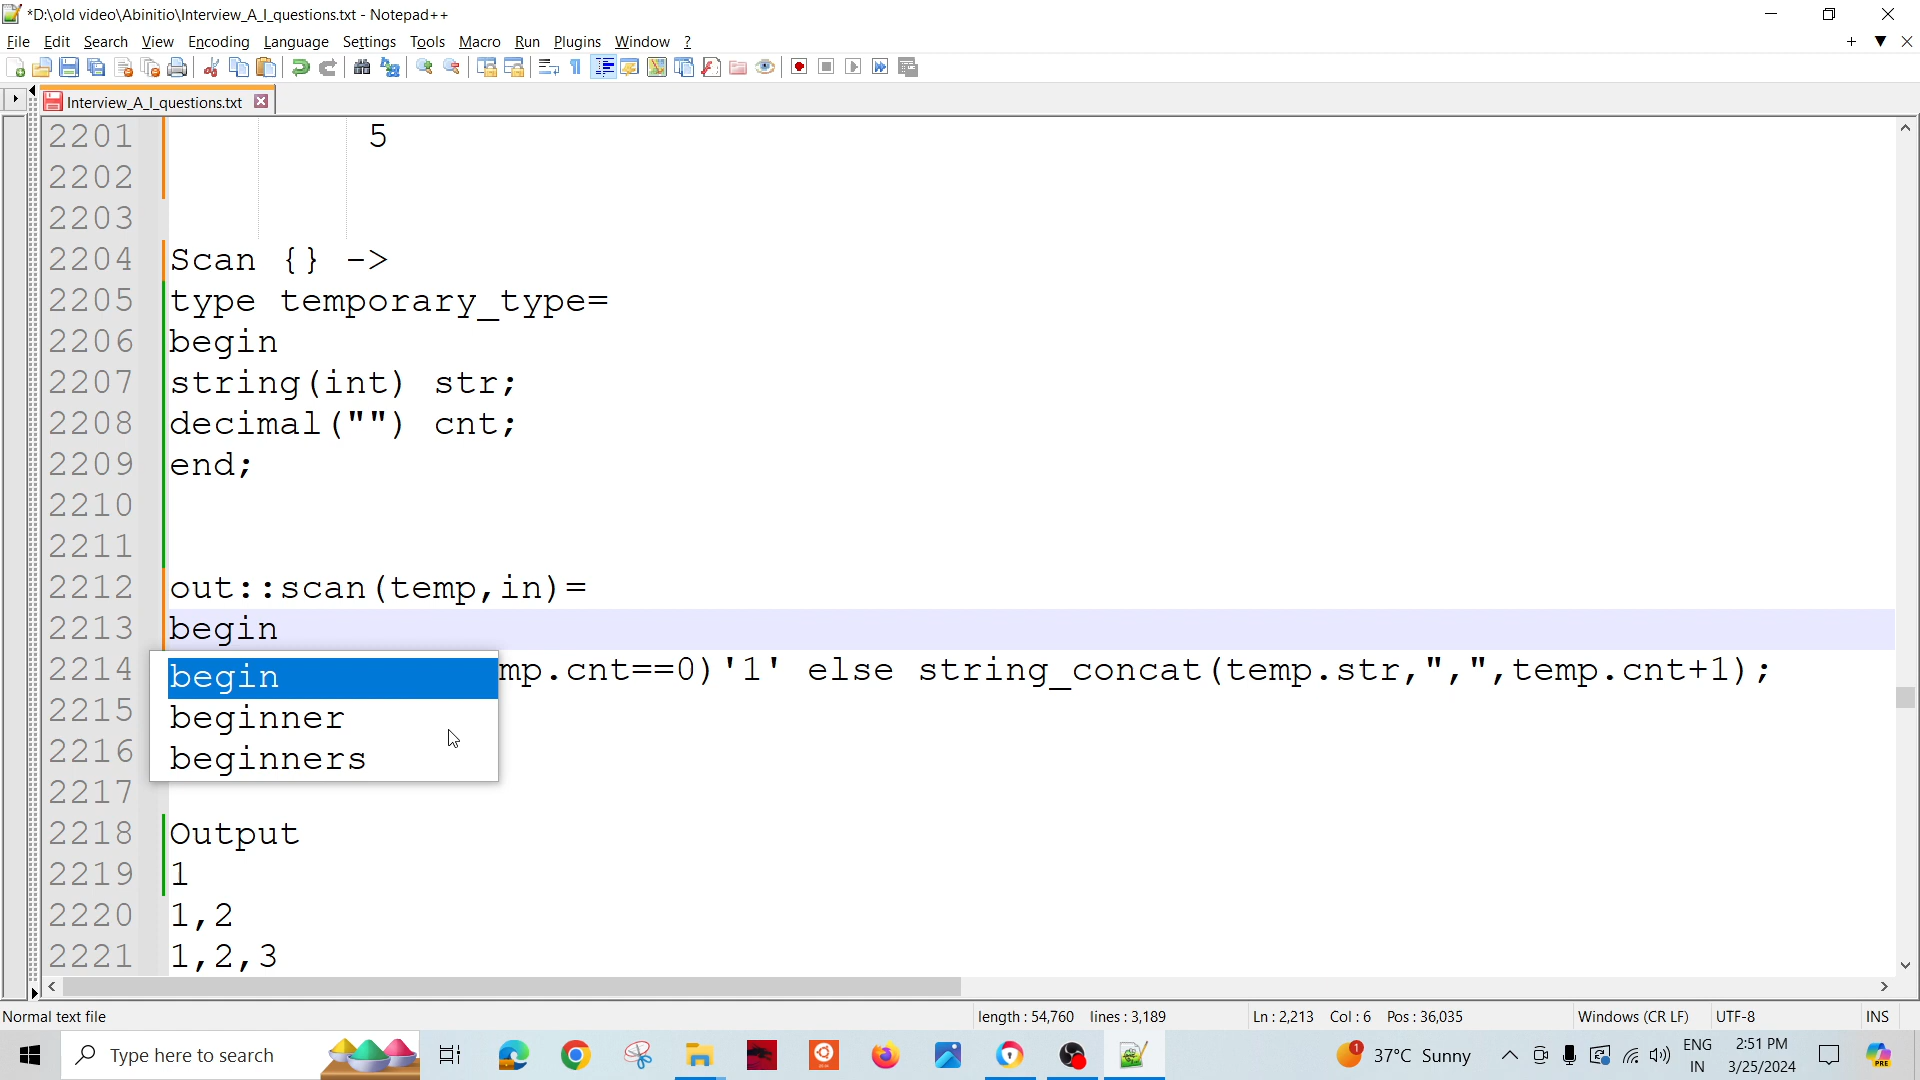 *D:\old video\Abinitio\Interview_A_I_questions.txt - Notepad++
File Edit Search View Encoding Language Settings Tools Macro Run Plugins Window ?
Interview_A_I_questions.txt
2201 5
2202
2203
2204 Scan {} ->
2205 type temporary_type=
2206 begin
2207 string(int) str;
2208 decimal("") cnt;
2209 end;
2210
2211
2212 out::scan(temp,in)=
2213 begin
2214 mp.cnt==0)'1' else string_concat(temp.str,",",temp.cnt+1);
begin
2215
beginner
2216
beginners
2217
2218 Output
2219 1
2220 1,2
2221 1,2,3
Normal text file length : 54,760 lines : 3,189 Ln : 2,213 Col : 6 Pos : 36,035 Windows (CR LF) UTF-8 INS
Type here to search 37°C Sunny ENG IN 2:51 PM 3/25/2024